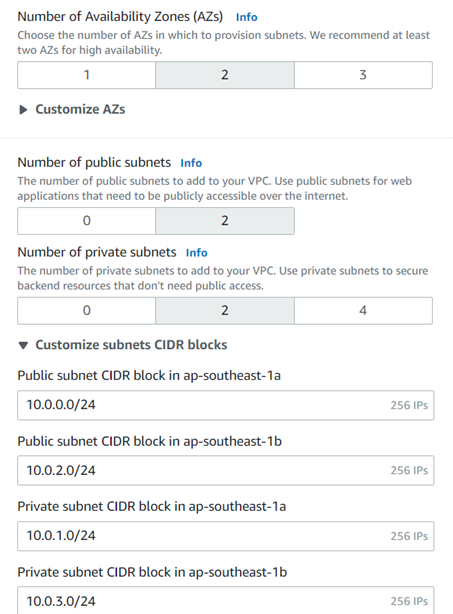 Number of Availability Zones (AZs) Info
Choose the number of AZs in which to provision subnets. We recommend at least
two AZs for high availability.
1 2 3
Customize AZs
Number of public subnets Info
The number of public subnets to add to your VPC. Use public subnets for web
applications that need to be publicly accessible over the internet.
0 2
Number of private subnets Info
The number of private subnets to add to your VPC. Use private subnets to secure
backend resources that don't need public access.
0 2 4
Customize subnets CIDR blocks
Public subnet CIDR block in ap-southeast-1a
10.0.0.0/24 256 IPs
Public subnet CIDR block in ap-southeast-1b
10.0.2.0/24 256 IPs
Private subnet CIDR block in ap-southeast-1a
10.0.1.0/24 256 IPs
Private subnet CIDR block in ap-southeast-1b
10.0.3.0/24 256 IPs